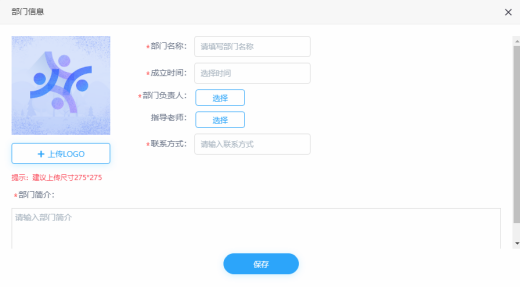 部门信息
*部门名称: 请填写部门名称
*成立时间: 选择时间
*部门负责人: 选择
指导老师: 选择
+ 上传LOGO
*联系方式: 请输入联系方式
提示：建议上传尺寸275*275
*部门简介:
请输入部门简介
保存